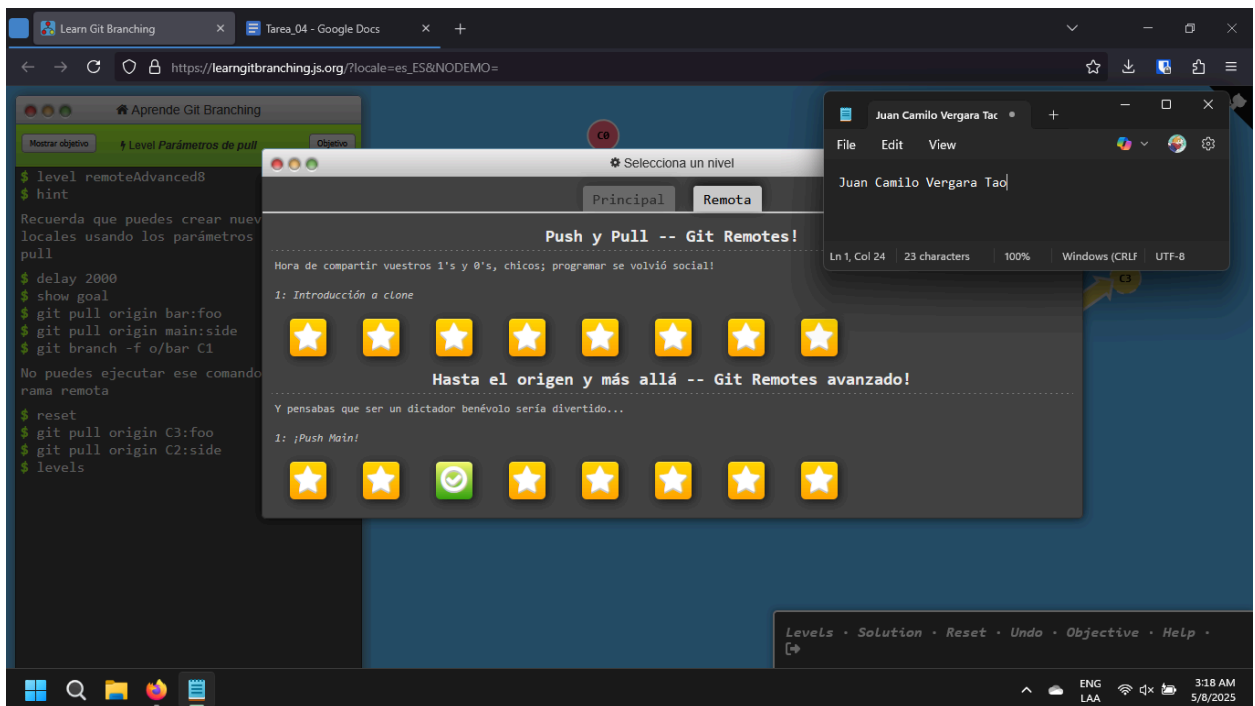 Learn Git Branching
Tarea_04 - Google Docs
https://learngitbranching.js.org/?locale=es_ES&NODEMO=
Aprende Git Branching
Mostrar objetivo
Level Parámetros de pull
Objetivo
$ level remoteAdvanced8
$ hint
Recuerda que puedes crear nuev
locales usando los parámetros
pull
$ delay 2000
$ show goal
$ git pull origin bar:foo
$ git pull origin main:side
$ git branch -f o/bar C1
No puedes ejecutar ese comando
rama remota
$ reset
$ git pull origin C3:foo
$ git pull origin C2:side
$ levels
C0
Selecciona un nivel
Principal
Remota
Push y Pull -- Git Remotes!
Hora de compartir vuestros 1's y 0's, chicos; programar se volvió social!
1: Introducción a clone
Hasta el origen y más allá -- Git Remotes avanzado!
Y pensabas que ser un dictador benévolo sería divertido...
1: ¡Push Main!
Juan Camilo Vergara Tac
File Edit View
Juan Camilo Vergara Tao
Ln 1, Col 24 23 characters 100% Windows (CRLF UTF-8
C3
Levels · Solution · Reset · Undo · Objective · Help ·
ENG
LAA
3:18 AM
5/8/2025